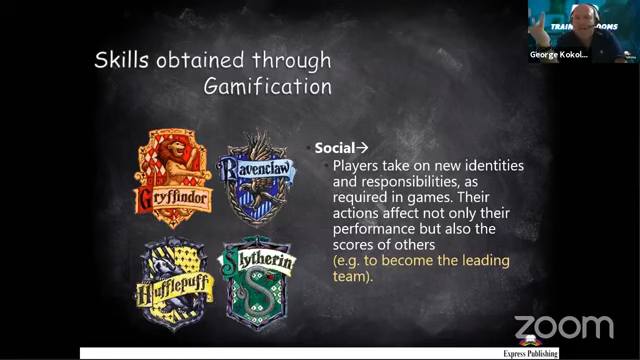 Skills obtained through
Gamification
TRAIN
OOMS
George Kokol...
Gryffindor
Ravenclaw
Hufflepuff
Slytherin
Social→
Players take on new identities
and responsibilities, as
required in games. Their
actions affect not only their
performance but also the
scores of others
(e.g. to become the leading
team).
zoom
Express Publishing